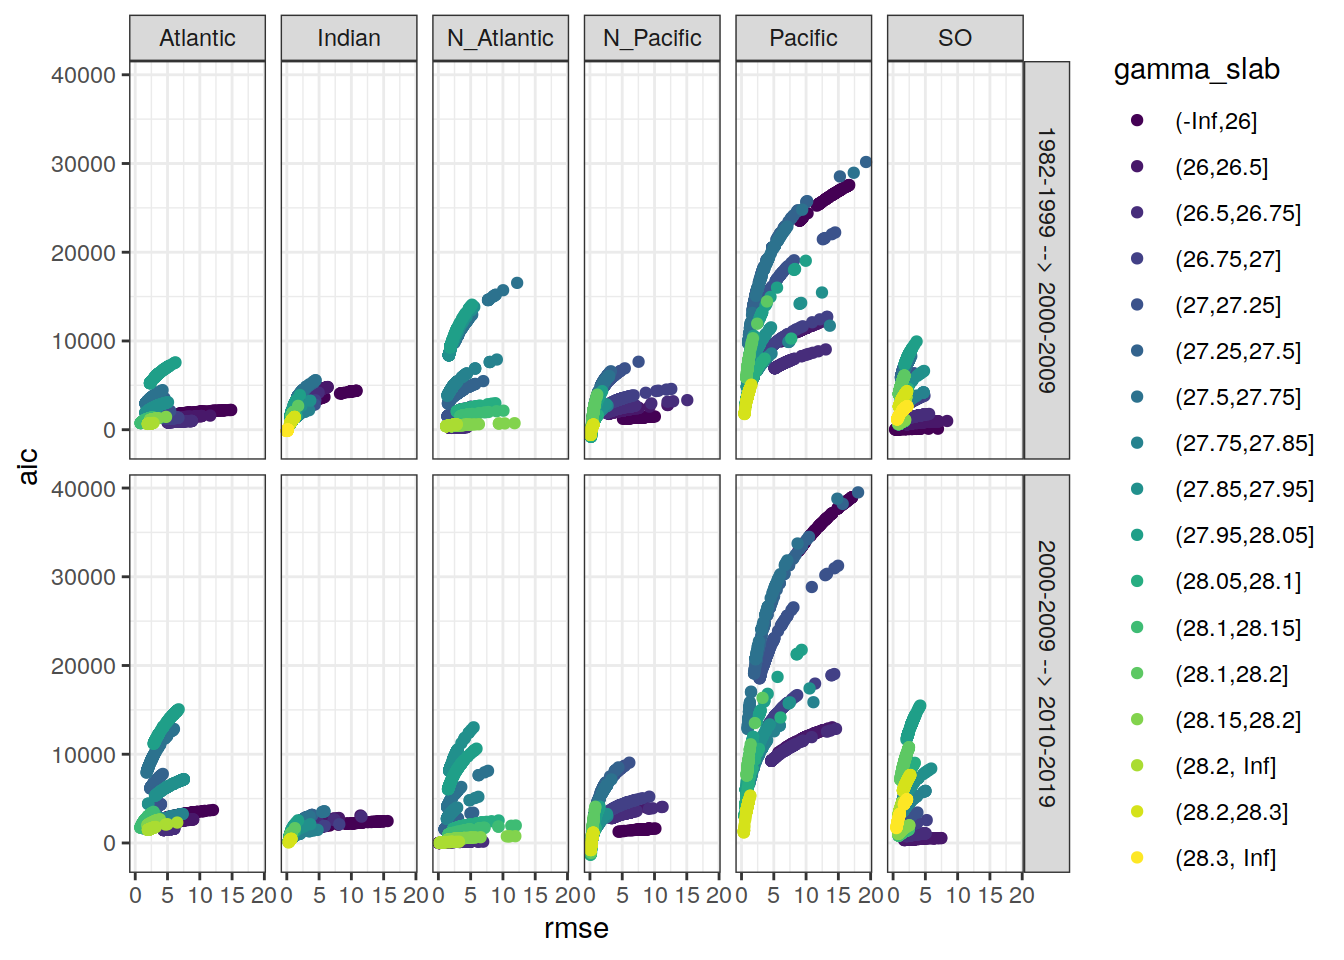 Atlantic Indian N_Atlantic N_Pacific Pacific SO
40000
30000
20000
10000
0
1982-1999 --> 2000-2009
40000
30000
20000
10000
0
2000-2009 --> 2010-2019
0 5 10 15 20 0 5 10 15 20 0 5 10 15 20 0 5 10 15 20 0 5 10 15 20 0 5 10 15 20
rmse
aic
gamma_slab
(-Inf,26]
(26,26.5]
(26.5,26.75]
(26.75,27]
(27,27.25]
(27.25,27.5]
(27.5,27.75]
(27.75,27.85]
(27.85,27.95]
(27.95,28.05]
(28.05,28.1]
(28.1,28.15]
(28.1,28.2]
(28.15,28.2]
(28.2, Inf]
(28.2,28.3]
(28.3, Inf]